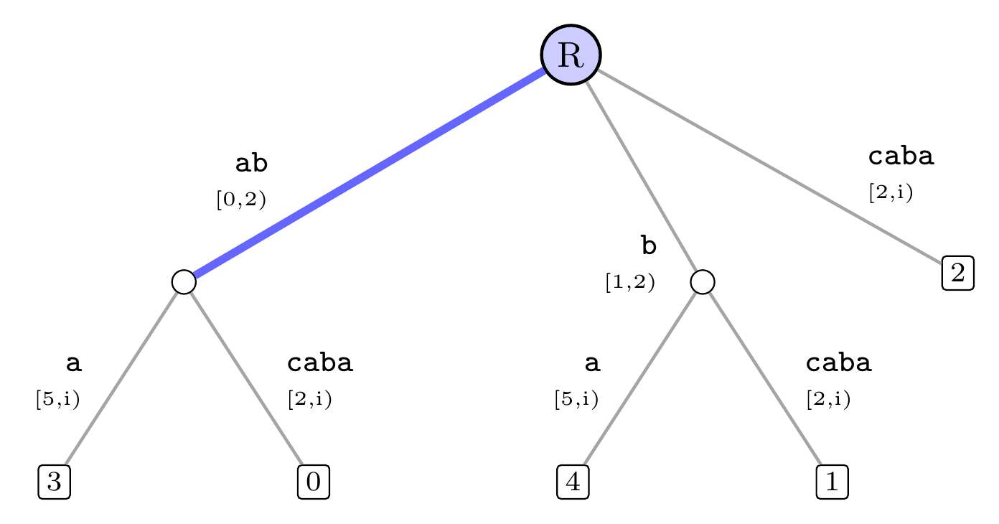 R
ab
[0,2)
caba
[2,i)
b
[1,2)
2
a
[5,i)
caba
[2,i)
a
[5,i)
caba
[2,i)
3
0
4
1